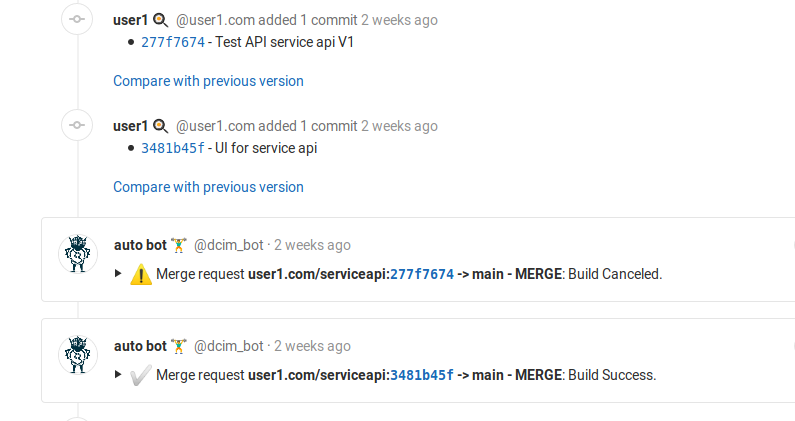 user1 @user1.com added 1 commit 2 weeks ago
277f7674 - Test API service api V1
Compare with previous version
user1 @user1.com added 1 commit 2 weeks ago
3481b45f - UI for service api
Compare with previous version
auto bot @dcim_bot · 2 weeks ago
Merge request user1.com/serviceapi:277f7674 -> main - MERGE: Build Canceled.
auto bot @dcim_bot · 2 weeks ago
Merge request user1.com/serviceapi:3481b45f -> main - MERGE: Build Success.